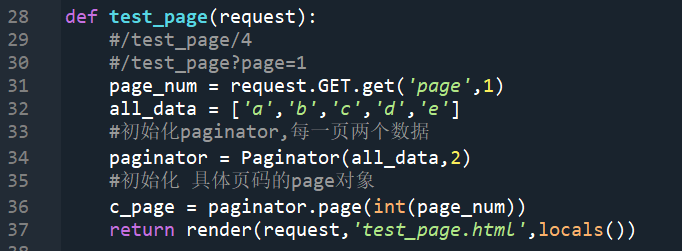 28 def test_page(request):
29     #/test_page/4
30     #/test_page?page=1
31     page_num = request.GET.get('page',1)
32     all_data = ['a','b','c','d','e']
33     #初始化paginator,每一页两个数据
34     paginator = Paginator(all_data,2)
35     #初始化 具体页码的page对象
36     c_page = paginator.page(int(page_num))
37     return render(request,'test_page.html',locals())